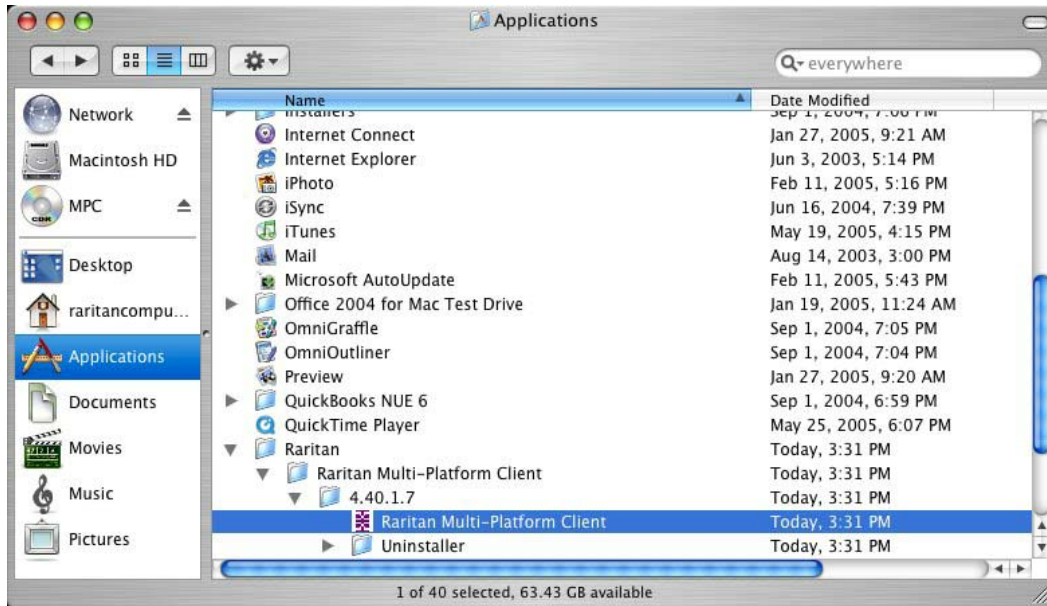 Applications
everywhere
Name Date Modified
Installers Sep 1, 2004, 7:06 PM
Internet Connect Jan 27, 2005, 9:21 AM
Internet Explorer Jun 3, 2003, 5:14 PM
iPhoto Feb 11, 2005, 5:16 PM
iSync Jun 16, 2004, 7:39 PM
iTunes May 19, 2005, 4:15 PM
Mail Aug 14, 2003, 3:00 PM
Microsoft AutoUpdate Feb 11, 2005, 5:43 PM
Office 2004 for Mac Test Drive Jan 19, 2005, 11:24 AM
OmniGraffle Sep 1, 2004, 7:05 PM
OmniOutliner Sep 1, 2004, 7:04 PM
Preview Jan 27, 2005, 9:20 AM
QuickBooks NUE 6 Sep 1, 2004, 6:59 PM
QuickTime Player May 25, 2005, 6:07 PM
Raritan Today, 3:31 PM
Raritan Multi-Platform Client Today, 3:31 PM
4.40.1.7 Today, 3:31 PM
Raritan Multi-Platform Client Today, 3:31 PM
Uninstaller Today, 3:31 PM
Network
Macintosh HD
CDR
MPC
Desktop
raritancompu...
Applications
Documents
Movies
Music
Pictures
1 of 40 selected, 63.43 GB available